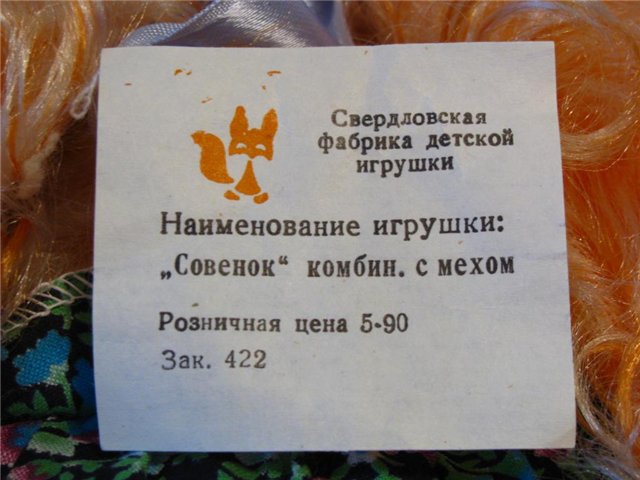 Свердловская
фабрика детской
игрушки
Наименование игрушки:
„Совенок“ комбин. с мехом
Розничная цена 5-90
Зак. 422